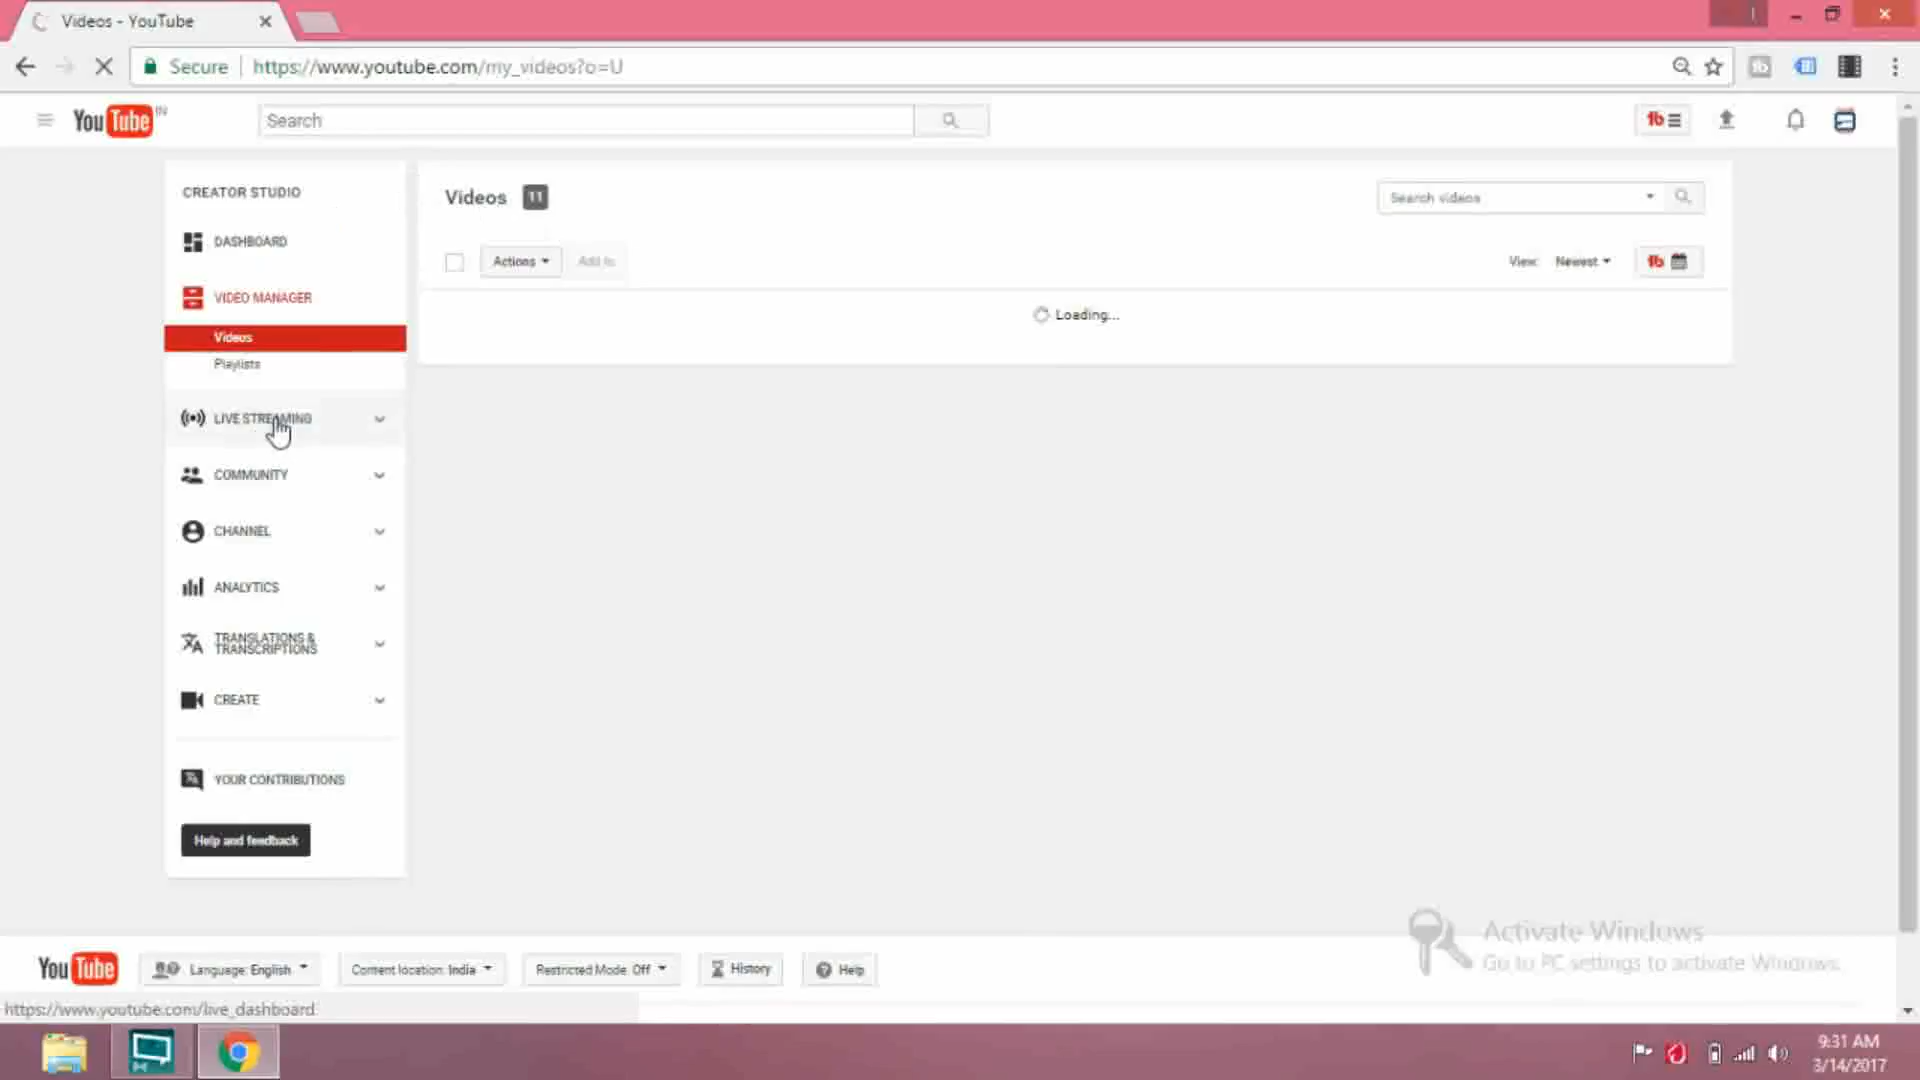 Videos - YouTube
Secure https://www.youtube.com/my_videos?o=U
YouTube IN Search
CREATOR STUDIO
DASHBOARD
VIDEO MANAGER
Videos
Playlists
LIVE STREAMING
COMMUNITY
CHANNEL
ANALYTICS
TRANSLATIONS &
TRANSCRIPTIONS
CREATE
YOUR CONTRIBUTIONS
Help and feedback
Videos 11 Search videos
Actions Add to View: Newest
Loading...
Activate Windows
Go to PC settings to activate Windows.
YouTube Language: English Content location: India Restricted Mode: Off History Help
https://www.youtube.com/live_dashboard
9:31 AM
3/14/2017